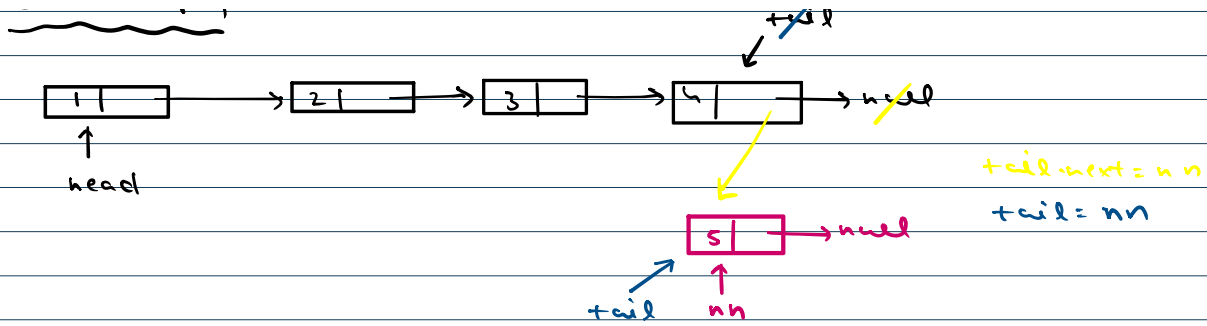 tail
1 2 3 4 null
head
tail.next = nn
tail = nn
5 null
tail nn